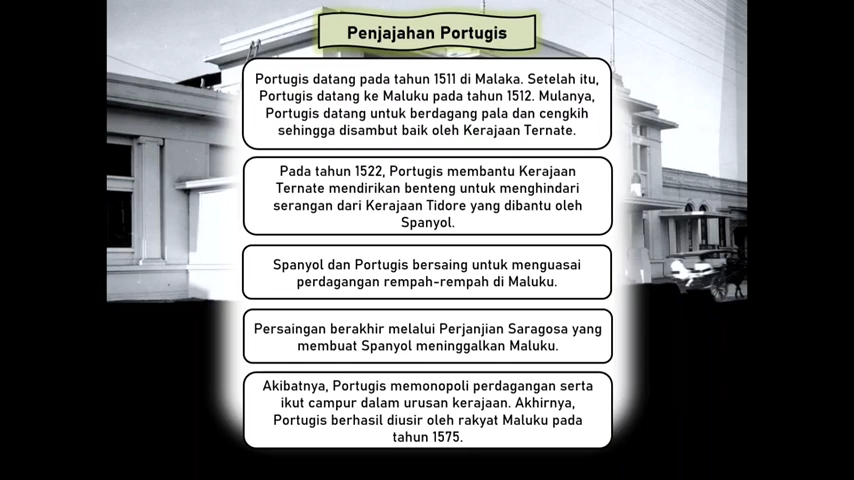 Penjajahan Portugis
Portugis datang pada tahun 1511 di Malaka. Setelah itu,
Portugis datang ke Maluku pada tahun 1512. Mulanya,
Portugis datang untuk berdagang pala dan cengkih
sehingga disambut baik oleh Kerajaan Ternate.
Pada tahun 1522, Portugis membantu Kerajaan
Ternate mendirikan benteng untuk menghindari
serangan dari Kerajaan Tidore yang dibantu oleh
Spanyol.
Spanyol dan Portugis bersaing untuk menguasai
perdagangan rempah-rempah di Maluku.
Persaingan berakhir melalui Perjanjian Saragosa yang
membuat Spanyol meninggalkan Maluku.
Akibatnya, Portugis memonopoli perdagangan serta
ikut campur dalam urusan kerajaan. Akhirnya,
Portugis berhasil diusir oleh rakyat Maluku pada
tahun 1575.